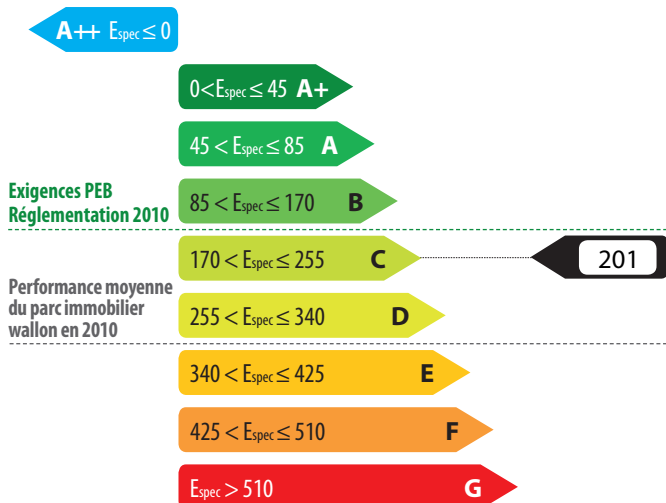 A++ Espec ≤ 0
0 < Espec ≤ 45 A+
45 < Espec ≤ 85 A
Exigences PEB
Réglementation 2010
85 < Espec ≤ 170 B
170 < Espec ≤ 255 C
201
Performance moyenne
du parc immobilier
wallon en 2010
255 < Espec ≤ 340 D
340 < Espec ≤ 425 E
425 < Espec ≤ 510 F
Espec > 510 G